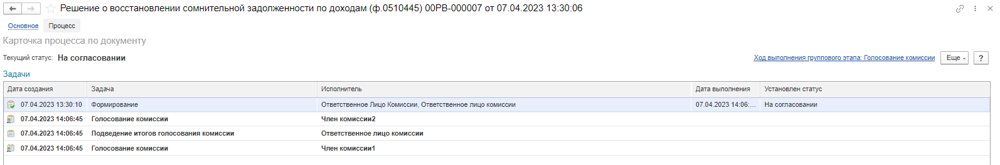 Решение о восстановлении сомнительной задолженности по доходам (ф.0510445) 00РВ-000007 от 07.04.2023 13:30:06
Основное Процесс
Карточка процесса по документу
Текущий статус: На согласовании Ход выполнения группового этапа: Голосование комиссии Еще ?
Задачи
Дата создания Задача Исполнитель Дата выполнения Установлен статус
07.04.2023 13:30:10 Формирование Ответственное Лицо Комиссии, Ответственное лицо комиссии 07.04.2023 14:06:... На согласовании
07.04.2023 14:06:45 Голосование комиссии Член комиссии2
07.04.2023 14:06:45 Подведение итогов голосования комиссии Ответственное лицо комиссии
07.04.2023 14:06:45 Голосование комиссии Член комиссии1